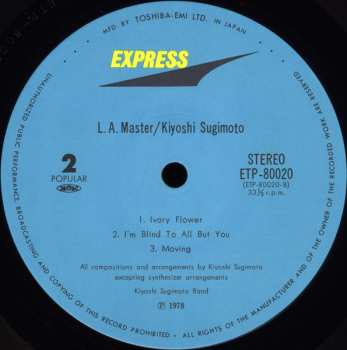 MFD. BY TOSHIBA-EMI LTD. IN JAPAN
EXPRESS
L.A. Master/Kiyoshi Sugimoto
2
POPULAR
STEREO
ETP-80020
(ETP-80020-B)
33⅓ r.p.m.
1. Ivory Flower
2. I'm Blind To All But You
3. Moving
All compositions and arrangements by Kiyoshi Sugimoto
excepting synthesizer arrangements
Kiyoshi Sugimoto Band
Ⓟ 1978
ALL RIGHTS OF THE MANUFACTURER AND OF THE OWNER OF THE RECORDED WORK ARE RESERVED
UNAUTHORIZED PUBLIC PERFORMANCE, BROADCASTING AND COPYING OF THIS RECORD PROHIBITED